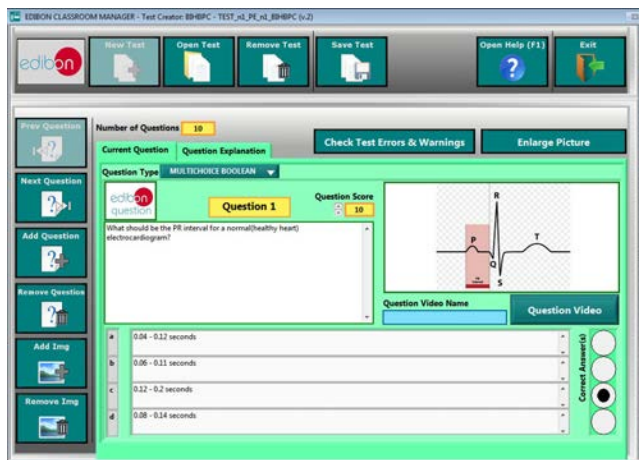 EDIBON CLASSROOM MANAGER - Test Creator: BIHBPC - TEST_n1_PE_n1_BIHBPC (v.2)
edibon
New Test
Open Test
Remove Test
Save Test
Open Help (F1)
Exit
Prev Question
Next Question
Add Question
Remove Question
Add Img
Remove Img
Number of Questions 10
Current Question
Question Explanation
Check Test Errors & Warnings
Enlarge Picture
Question Type MULTICHOICE BOOLEAN
edibon
question
Question 1
Question Score
10
What should be the PR interval for a normal(healthy heart)
electrocardiogram?
R
P
T
Q
S
Question Video Name
Question Video
a 0.04 - 0.12 seconds
b 0.06 - 0.11 seconds
c 0.12 - 0.2 seconds
d 0.08 - 0.14 seconds
Correct Answer(s)